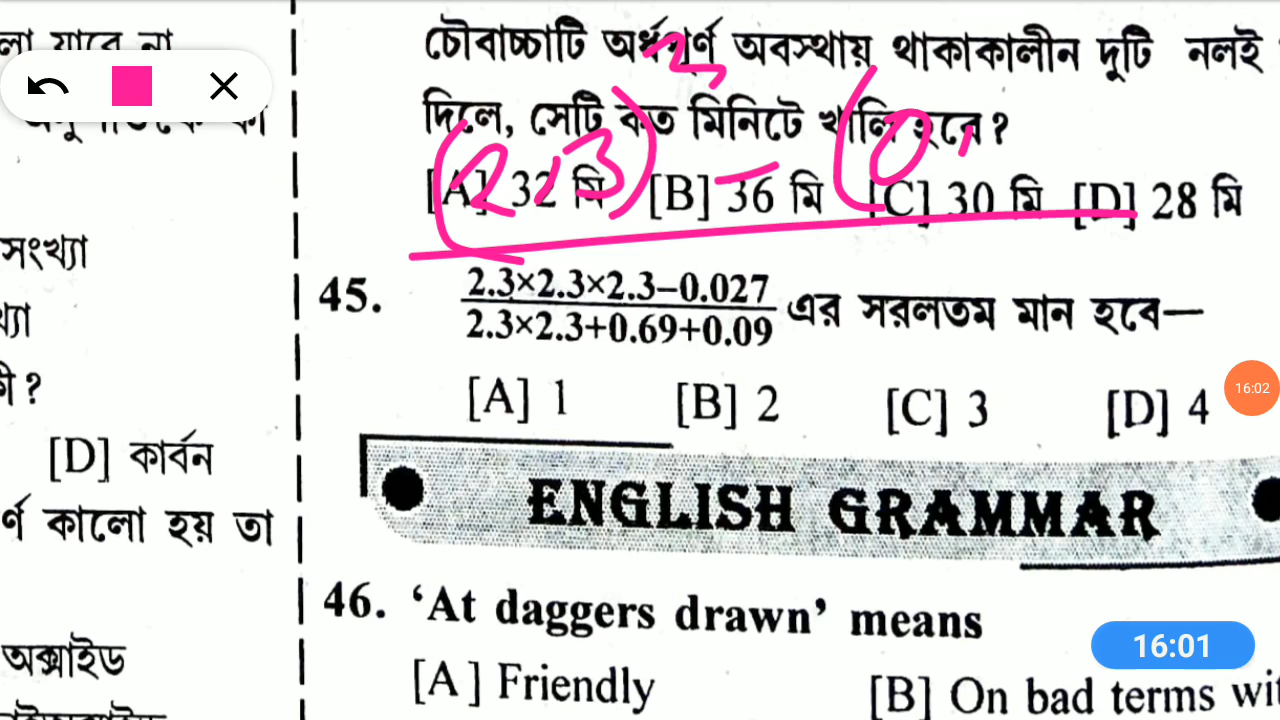 লা যাবে না
চৌবাচ্চাটি অর্ধপূর্ণ অবস্থায় থাকাকালীন দুটি নলই
দিলে, সেটি কত মিনিটে খালি হবে?
[A] 32 মি [B] 36 মি [C] 30 মি [D] 28 মি
(2.3)³ – (0.
সংখ্যা
45. 2.3×2.3×2.3–0.027
2.3×2.3+0.69+0.09 এর সরলতম মান হবে—
কী?
[A] 1 [B] 2 [C] 3 [D] 4
16:02
[D] কার্বন
ENGLISH GRAMMAR
র্ণ কালো হয় তা
46. ‘At daggers drawn’ means
16:01
অক্সাইড
[A] Friendly [B] On bad terms